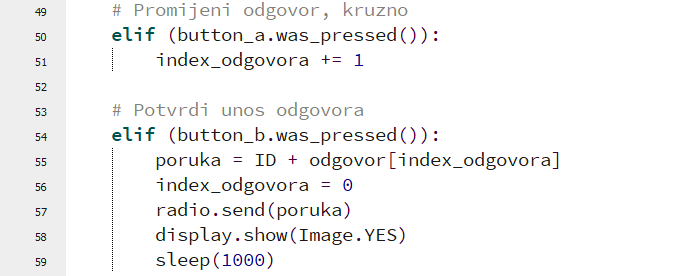 49 # Promijeni odgovor, kruzno
50 elif (button_a.was_pressed()):
51 index_odgovora += 1
52
53 # Potvrdi unos odgovora
54 elif (button_b.was_pressed()):
55 poruka = ID + odgovor[index_odgovora]
56 index_odgovora = 0
57 radio.send(poruka)
58 display.show(Image.YES)
59 sleep(1000)